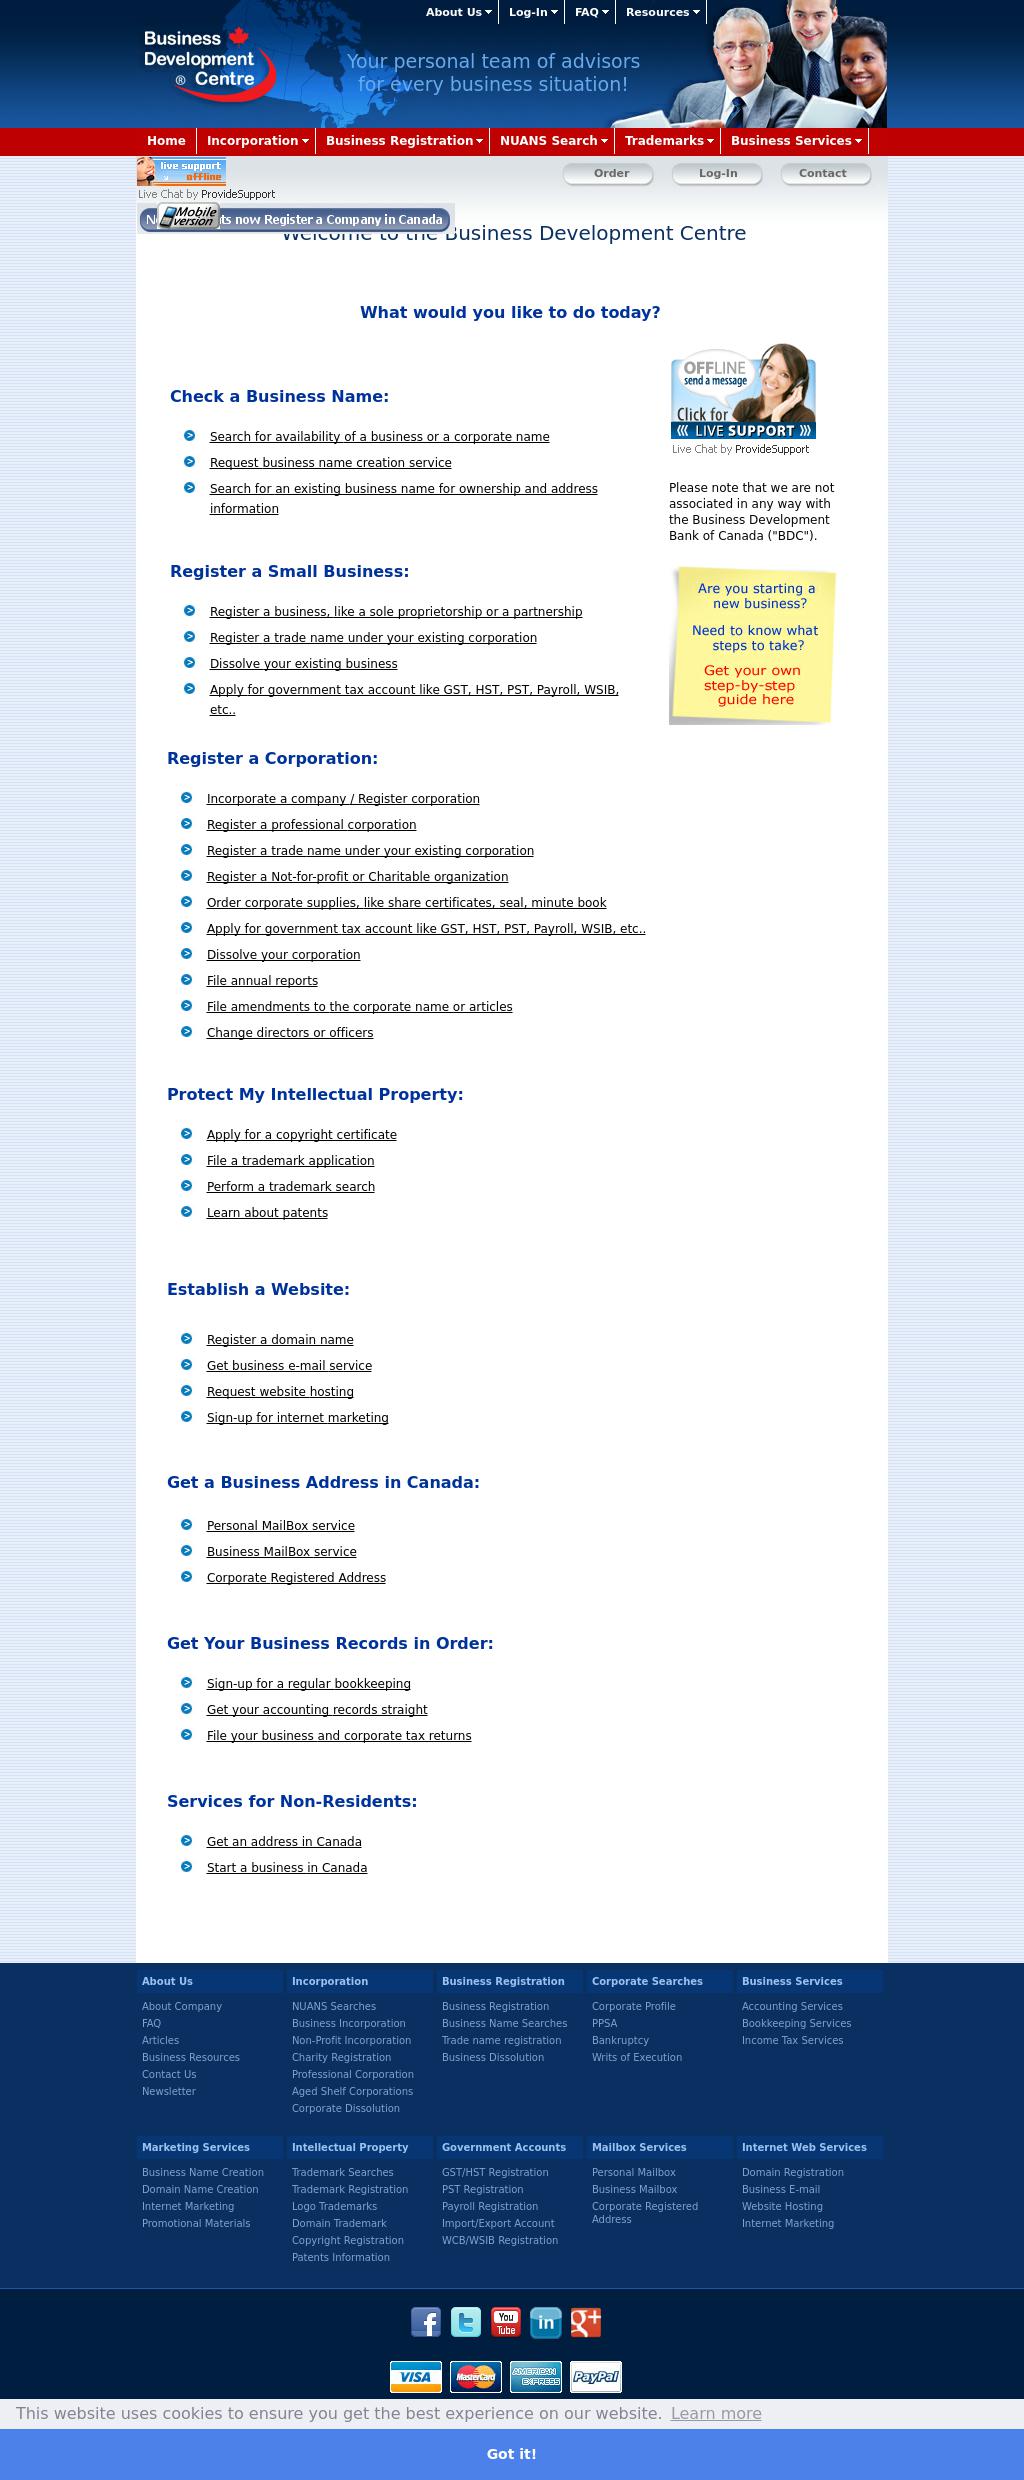 About Us
Log-In
FAQ
Resources
Business
Development
Centre
®
Your personal team of advisors
for every business situation!
Home
Incorporation
Business Registration
NUANS Search
Trademarks
Business Services
live support
offline
Live Chat by ProvideSupport
Order
Log-In
Contact
Mobile
version
ts now Register a Company in Canada
Welcome to the Business Development Centre
What would you like to do today?
Check a Business Name:
Search for availability of a business or a corporate name
Request business name creation service
Search for an existing business name for ownership and address
information
OFFLINE
send a message
Click for
LIVE SUPPORT
Live Chat by ProvideSupport
Please note that we are not
associated in any way with
the Business Development
Bank of Canada ("BDC").
Are you starting a
new business?
Need to know what
steps to take?
Get your own
step-by-step
guide here
Register a Small Business:
Register a business, like a sole proprietorship or a partnership
Register a trade name under your existing corporation
Dissolve your existing business
Apply for government tax account like GST, HST, PST, Payroll, WSIB,
etc..
Register a Corporation:
Incorporate a company / Register corporation
Register a professional corporation
Register a trade name under your existing corporation
Register a Not-for-profit or Charitable organization
Order corporate supplies, like share certificates, seal, minute book
Apply for government tax account like GST, HST, PST, Payroll, WSIB, etc..
Dissolve your corporation
File annual reports
File amendments to the corporate name or articles
Change directors or officers
Protect My Intellectual Property:
Apply for a copyright certificate
File a trademark application
Perform a trademark search
Learn about patents
Establish a Website:
Register a domain name
Get business e-mail service
Request website hosting
Sign-up for internet marketing
Get a Business Address in Canada:
Personal MailBox service
Business MailBox service
Corporate Registered Address
Get Your Business Records in Order:
Sign-up for a regular bookkeeping
Get your accounting records straight
File your business and corporate tax returns
Services for Non-Residents:
Get an address in Canada
Start a business in Canada
About Us
About Company
FAQ
Articles
Business Resources
Contact Us
Newsletter
Incorporation
NUANS Searches
Business Incorporation
Non-Profit Incorporation
Charity Registration
Professional Corporation
Aged Shelf Corporations
Corporate Dissolution
Business Registration
Business Registration
Business Name Searches
Trade name registration
Business Dissolution
Corporate Searches
Corporate Profile
PPSA
Bankruptcy
Writs of Execution
Business Services
Accounting Services
Bookkeeping Services
Income Tax Services
Marketing Services
Business Name Creation
Domain Name Creation
Internet Marketing
Promotional Materials
Intellectual Property
Trademark Searches
Trademark Registration
Logo Trademarks
Domain Trademark
Copyright Registration
Patents Information
Government Accounts
GST/HST Registration
PST Registration
Payroll Registration
Import/Export Account
WCB/WSIB Registration
Mailbox Services
Personal Mailbox
Business Mailbox
Corporate Registered
Address
Internet Web Services
Domain Registration
Business E-mail
Website Hosting
Internet Marketing
f
t
You
Tube
in
g+
VISA
MasterCard
AMERICAN
EXPRESS
PayPal
This website uses cookies to ensure you get the best experience on our website. Learn more
Got it!